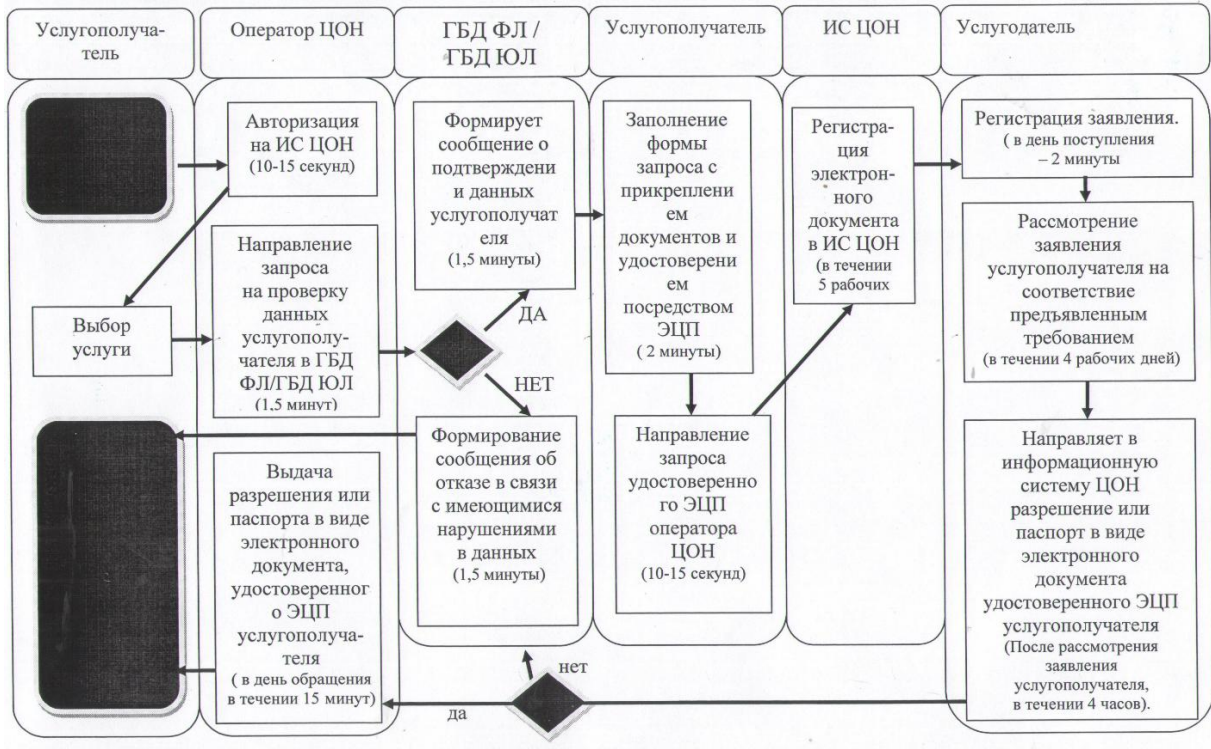 Услугополуча-
тель
Оператор ЦОН
ГБД ФЛ /
ГБД ЮЛ
Услугополучатель
ИС ЦОН
Услугодатель
Авторизация
на ИС ЦОН
(10-15 секунд)
Выбор
услуги
Направление
запроса
на проверку
данных
услугополу-
чателя в ГБД
ФЛ/ГБД ЮЛ
(1,5 минут)
Формирует
сообщение о
подтверждени
и данных
услугополучат
еля
(1,5 минуты)
ДА
НЕТ
Формирование
сообщения об
отказе в связи
с имеющимися
нарушениями
в данных
(1,5 минуты)
Заполнение
формы
запроса с
прикреплени
ем
документов и
удостоверени
ем
посредством
ЭЦП
( 2 минуты)
Направление
запроса
удостоверенно
го ЭЦП
оператора
ЦОН
(10-15 секунд)
Регистра-
ция
электрон-
ного
документа
в ИС ЦОН
(в течении
5 рабочих
Регистрация заявления.
( в день поступления
– 2 минуты
Рассмотрение
заявления
услугополучателя на
соответствие
предъявленным
требованием
(в течении 4 рабочих дней)
Направляет в
информационную
систему ЦОН
разрешение или
паспорт в виде
электронного
документа
удостоверенного ЭЦП
услугополучателя
(После рассмотрения
заявления
услугополучателя,
в течении 4 часов).
нет
да
Выдача
разрешения или
паспорта в виде
электронного
документа,
удостоверенног
о ЭЦП
услугополуча-
теля
( в день обращения
в течении 15 минут)